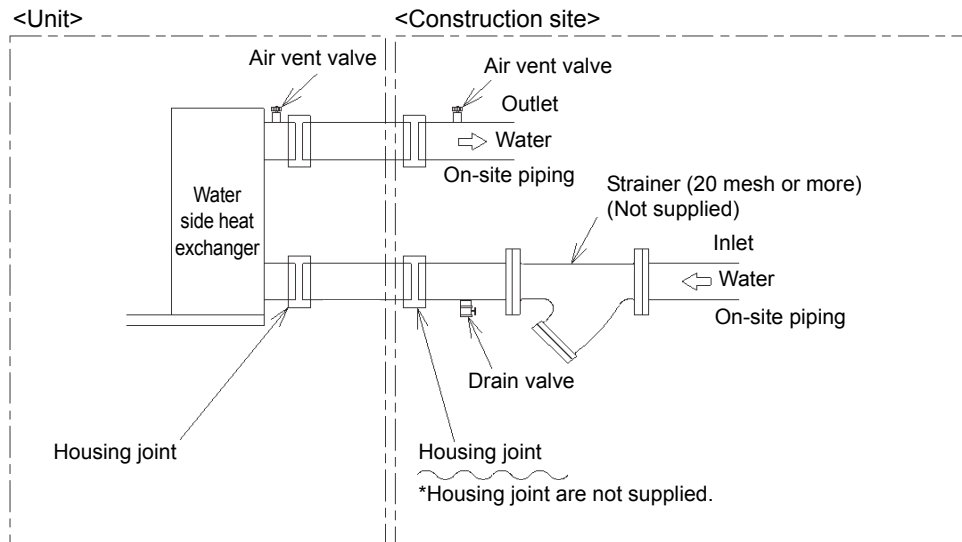 <Unit>
<Construction site>
Air vent valve
Air vent valve
Outlet
Water
On-site piping
Water
side heat
exchanger
Strainer (20 mesh or more)
(Not supplied)
Inlet
Water
On-site piping
Drain valve
Housing joint
Housing joint
*Housing joint are not supplied.